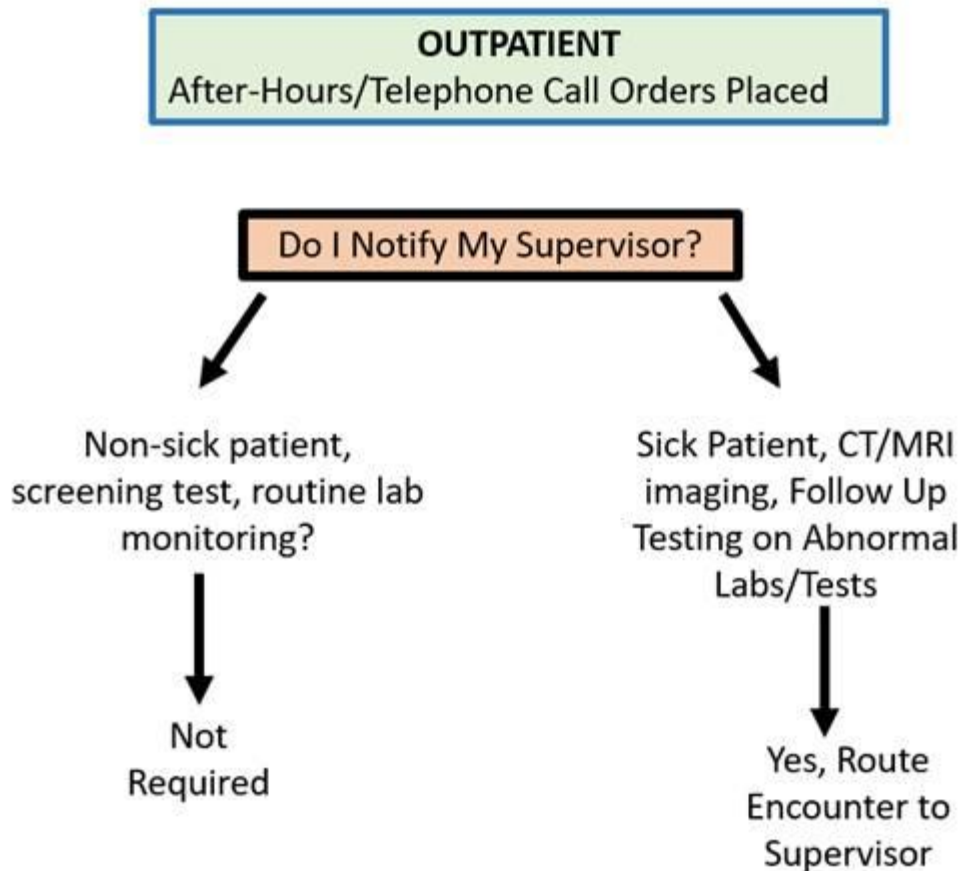 OUTPATIENT
After-Hours/Telephone Call Orders Placed
Do I Notify My Supervisor?
Non-sick patient,
screening test, routine lab
monitoring?
Not
Required
Sick Patient, CT/MRI
imaging, Follow Up
Testing on Abnormal
Labs/Tests
Yes, Route
Encounter to
Supervisor